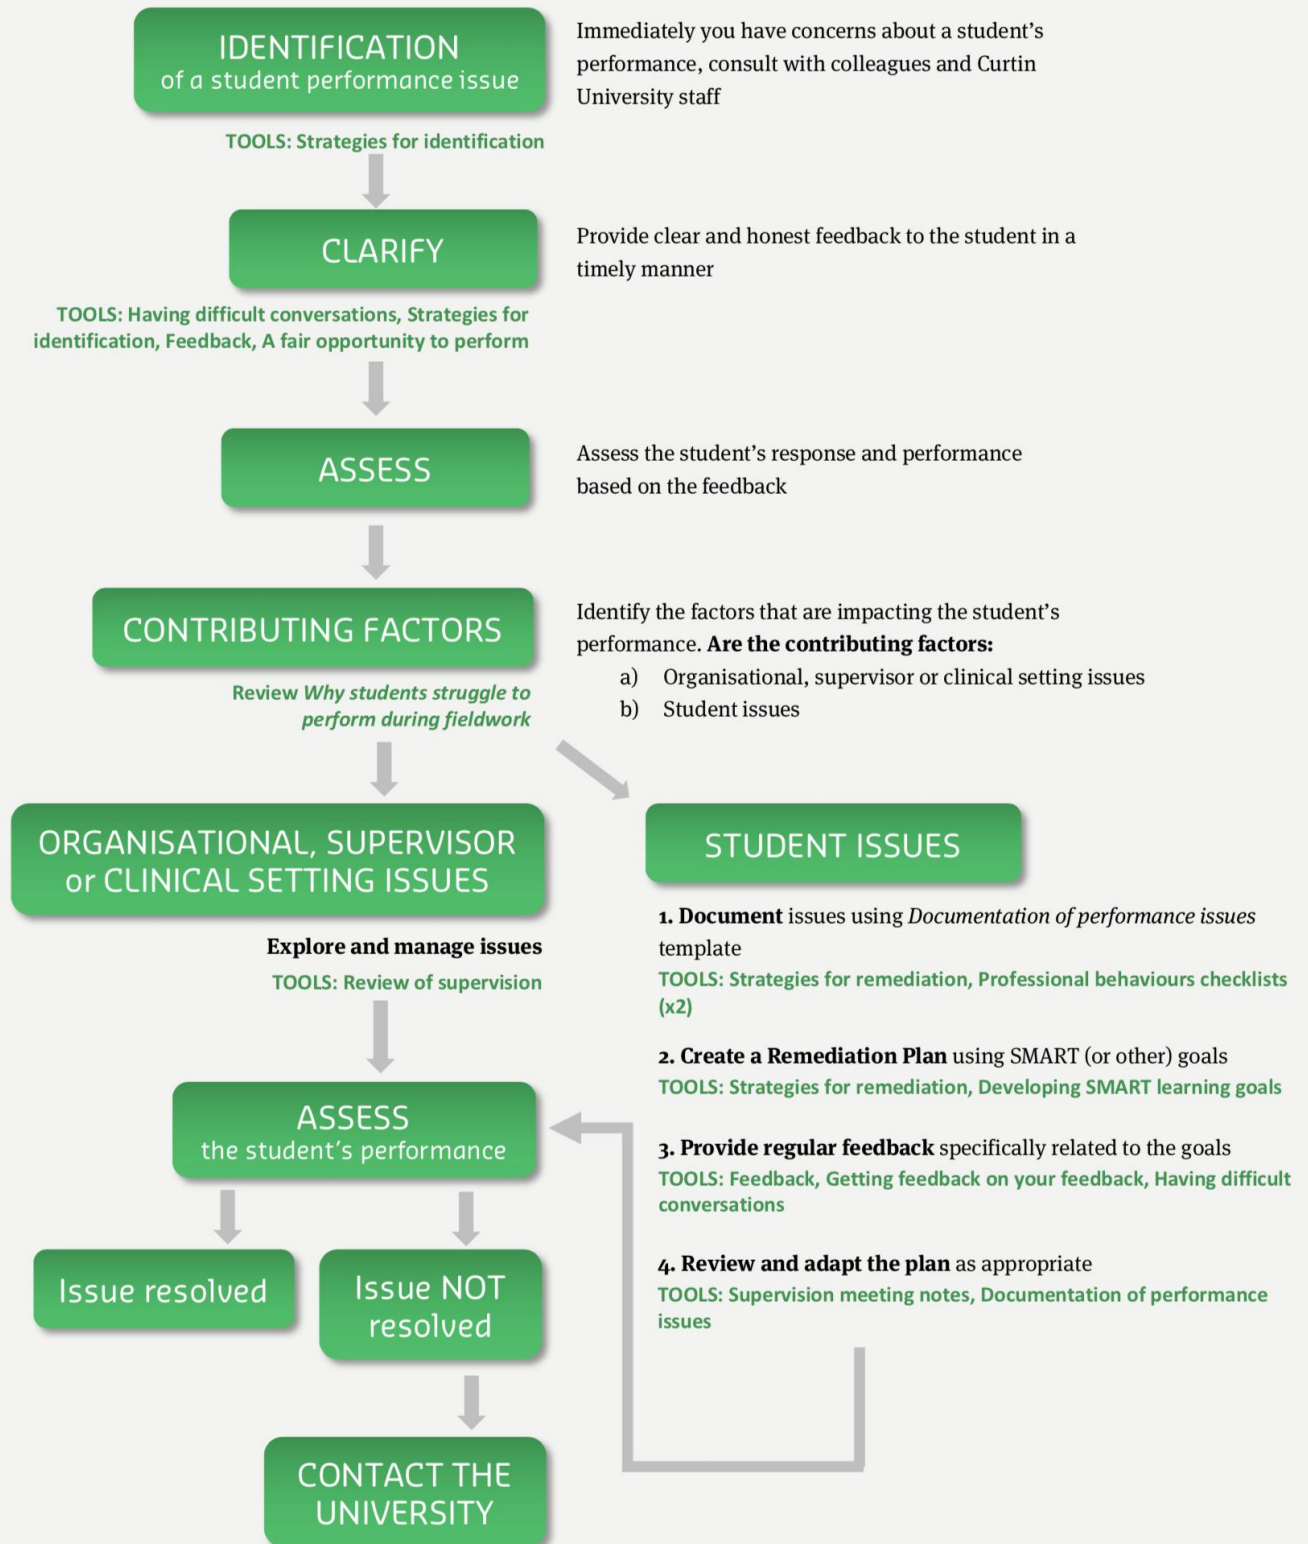 IDENTIFICATION
of a student performance issue
Immediately you have concerns about a student’s
performance, consult with colleagues and Curtin
University staff
TOOLS: Strategies for identification
CLARIFY
Provide clear and honest feedback to the student in a
timely manner
TOOLS: Having difficult conversations, Strategies for
identification, Feedback, A fair opportunity to perform
ASSESS
Assess the student’s response and performance
based on the feedback
CONTRIBUTING FACTORS
Identify the factors that are impacting the student’s
performance. Are the contributing factors:
a) Organisational, supervisor or clinical setting issues
b) Student issues
Review Why students struggle to
perform during fieldwork
ORGANISATIONAL, SUPERVISOR
or CLINICAL SETTING ISSUES
Explore and manage issues
TOOLS: Review of supervision
STUDENT ISSUES
1. Document issues using Documentation of performance issues
template
TOOLS: Strategies for remediation, Professional behaviours checklists
(x2)
2. Create a Remediation Plan using SMART (or other) goals
TOOLS: Strategies for remediation, Developing SMART learning goals
3. Provide regular feedback specifically related to the goals
TOOLS: Feedback, Getting feedback on your feedback, Having difficult
conversations
4. Review and adapt the plan as appropriate
TOOLS: Supervision meeting notes, Documentation of performance
issues
ASSESS
the student’s performance
Issue resolved
Issue NOT
resolved
CONTACT THE
UNIVERSITY